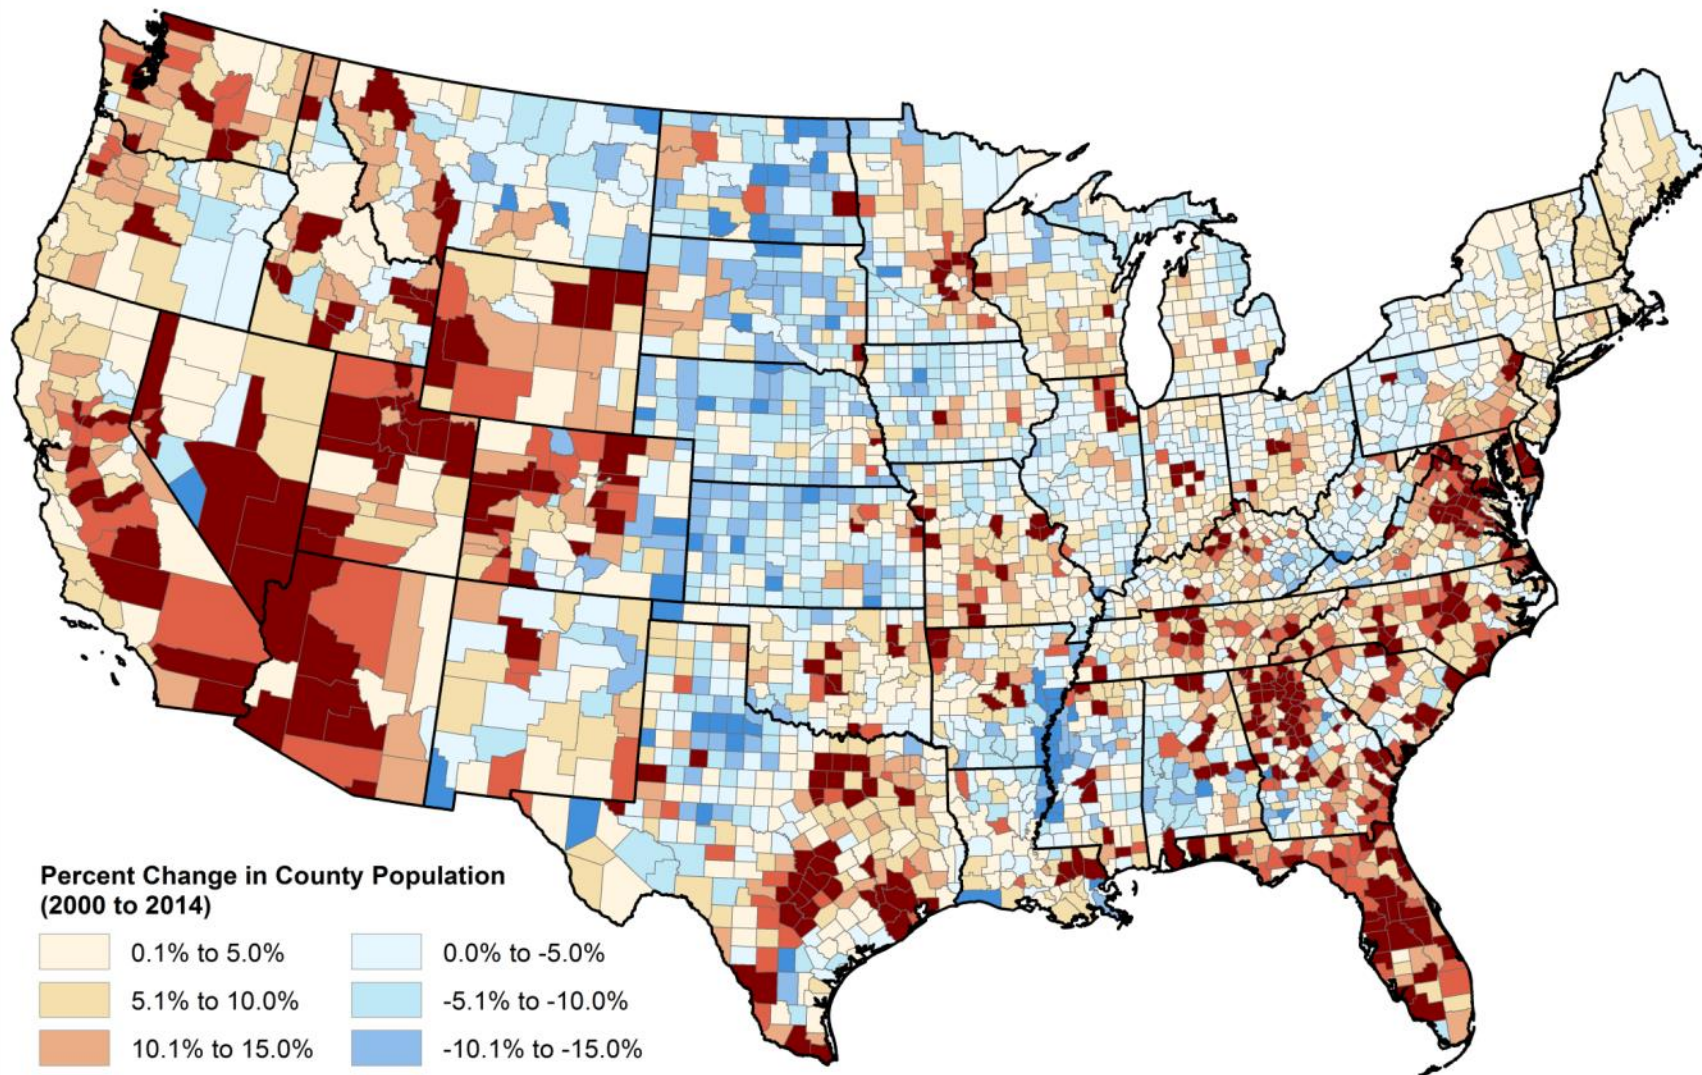 Percent Change in County Population
(2000 to 2014)
0.1% to 5.0% 0.0% to -5.0%
5.1% to 10.0% -5.1% to -10.0%
10.1% to 15.0% -10.1% to -15.0%